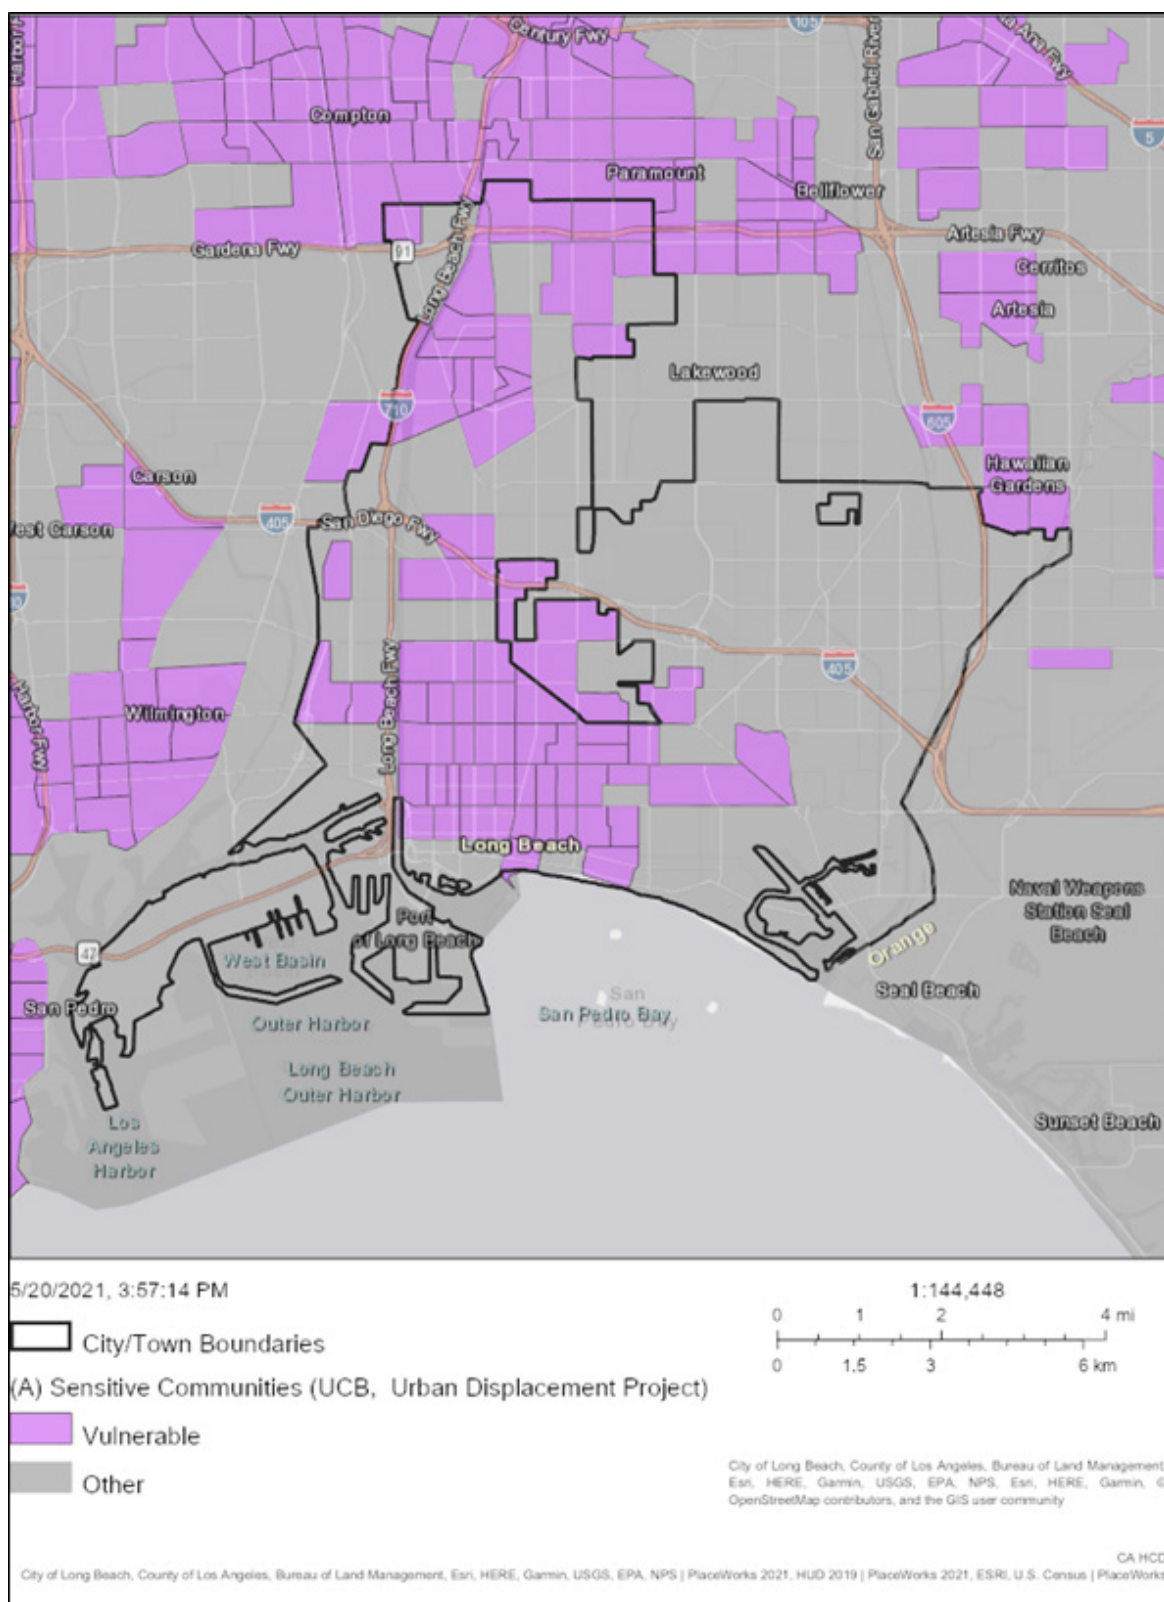 Harbor F
Century Fwy
105
a Ana Fwy
San Gabriel River
5
Compton
Paramount
Bellflower
Long Beach Fwy
Gardena Fwy
91
Artesia Fwy
Cerritos
Artesia
Lakewood
710
605
Hawaiian
Gardens
Carson
405
San Diego Fwy
est Carson
Long Beach Fwy
405
Harbor Fwy
Wilmington
Long Beach
Naval Weapons
Station Seal
Beach
Port
of Long Beach
Orange
47
West Basin
Seal Beach
San Pedro
San
San Pedro Bay
Pedro Bay
Outer Harbor
Long Beach
Outer Harbor
Los
Angeles
Harbor
Sunset Beach
5/20/2021, 3:57:14 PM
1:144,448
0 1 2 4 mi
0 1.5 3 6 km
City/Town Boundaries
(A) Sensitive Communities (UCB, Urban Displacement Project)
Vulnerable
Other
City of Long Beach, County of Los Angeles, Bureau of Land Management,
Esri, HERE, Garmin, USGS, EPA, NPS, Esri, HERE, Garmin, ©
OpenStreetMap contributors, and the GIS user community
CA HCD
City of Long Beach, County of Los Angeles, Bureau of Land Management, Esri, HERE, Garmin, USGS, EPA, NPS | PlaceWorks 2021, HUD 2019 | PlaceWorks 2021, ESRI, U.S. Census | PlaceWorks